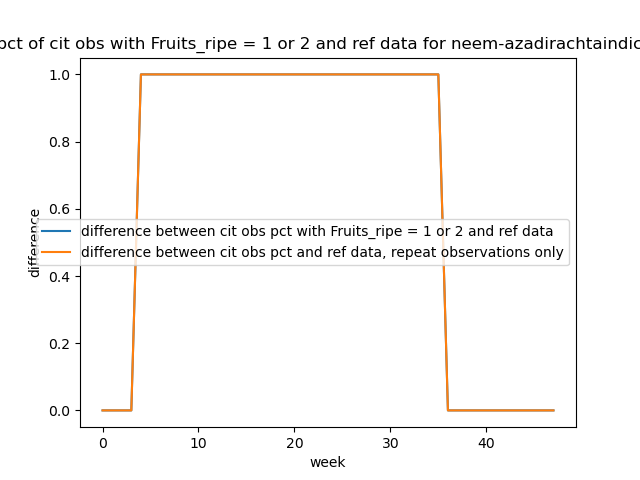 pct of cit obs with Fruits_ripe = 1 or 2 and ref data for neem-azadirachtaindic
1.0
0.8
0.6
0.4
0.2
0.0
difference
difference between cit obs pct with Fruits_ripe = 1 or 2 and ref data
difference between cit obs pct and ref data, repeat observations only
0 10 20 30 40
week